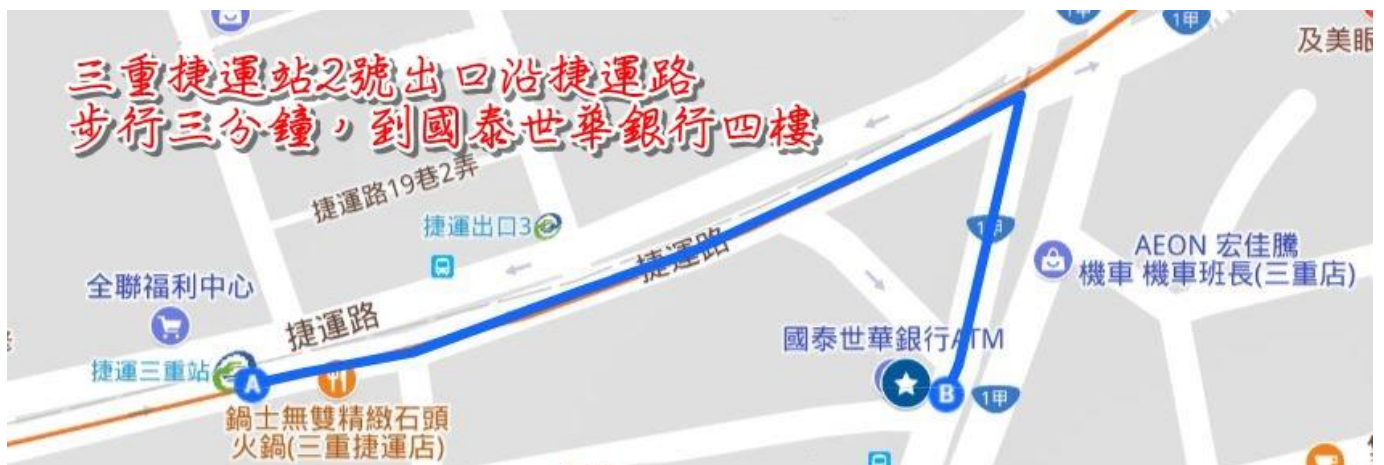 1甲
1甲
及美眼
三重捷運站2號出口沿捷運路
步行三分鐘，到國泰世華銀行四樓
捷運路19巷2弄
捷運出口3
1甲
AEON 宏佳騰
機車 機車班長(三重店)
捷運路
全聯福利中心
捷運路
國泰世華銀行ATM
捷運三重站
A
B
1甲
鍋士無雙精緻石頭
火鍋(三重捷運店)